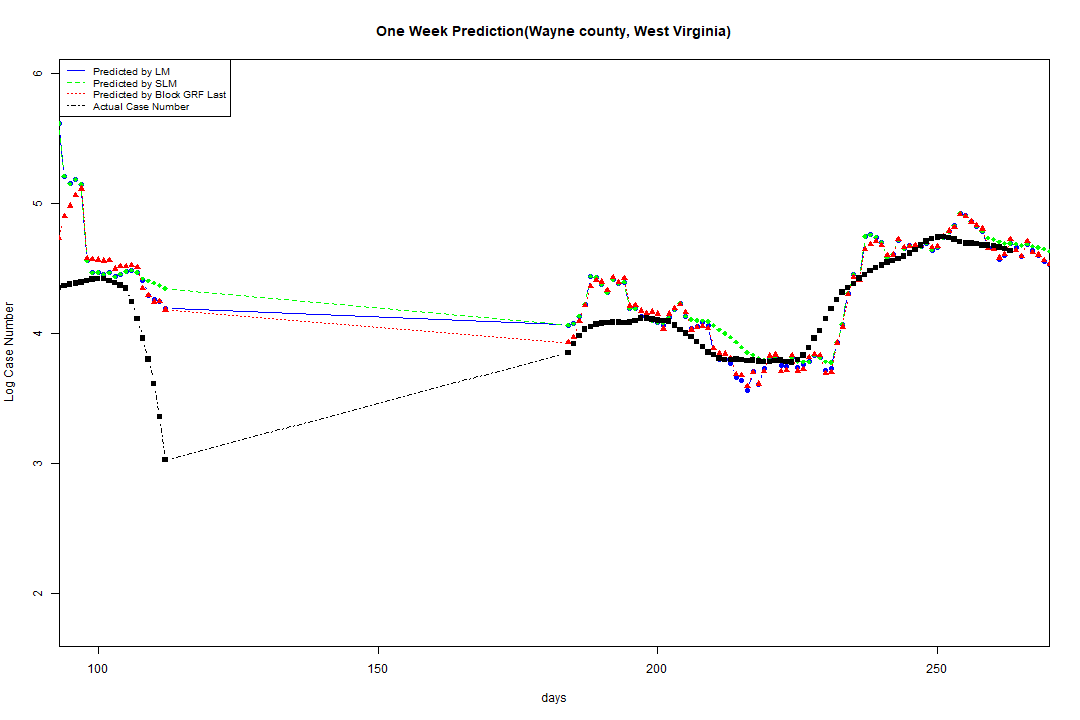 One Week Prediction(Wayne county, West Virginia)
Predicted by LM
Predicted by SLM
Predicted by Block GRF Last
Actual Case Number
6
5
4
3
2
Log Case Number
100 150 200 250
days